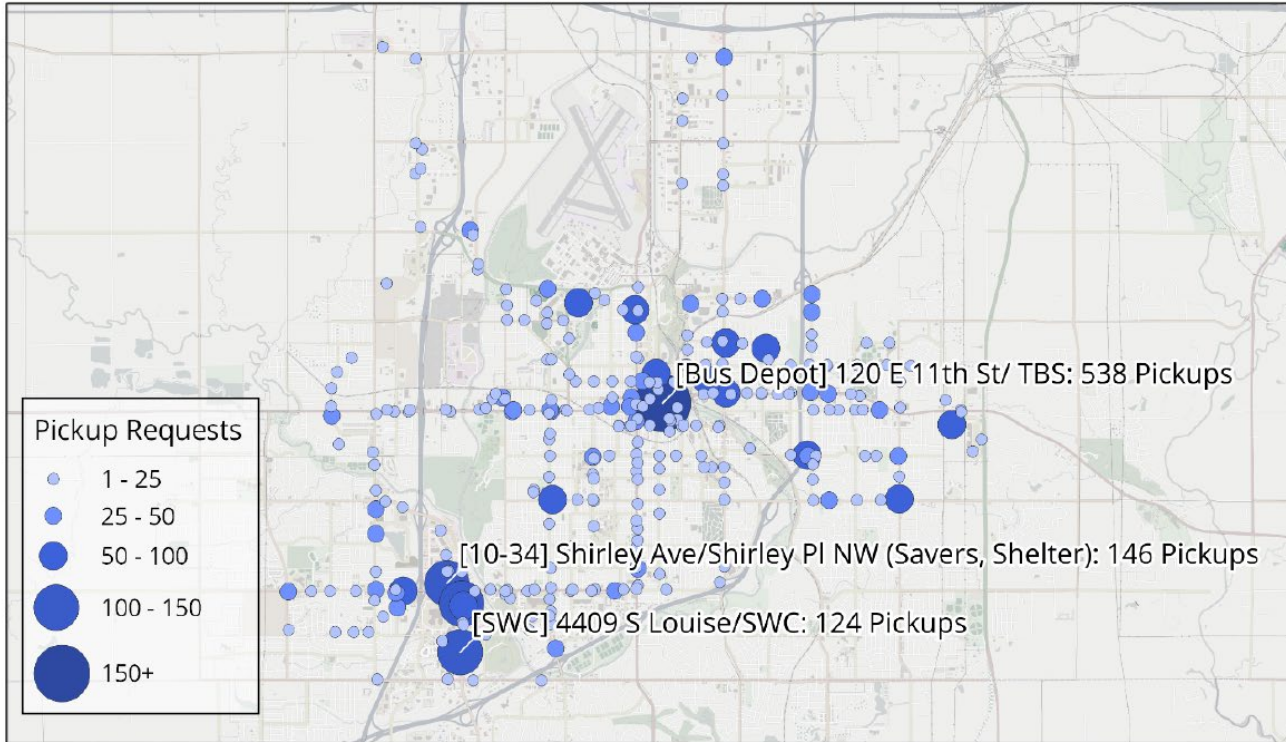 [Bus Depot] 120 E 11th St/ TBS: 538 Pickups
Pickup Requests
1 - 25
25 - 50
50 - 100
100 - 150
150+
[10-34] Shirley Ave/Shirley Pl NW (Savers, Shelter): 146 Pickups
[SWC] 4409 S Louise/SWC: 124 Pickups